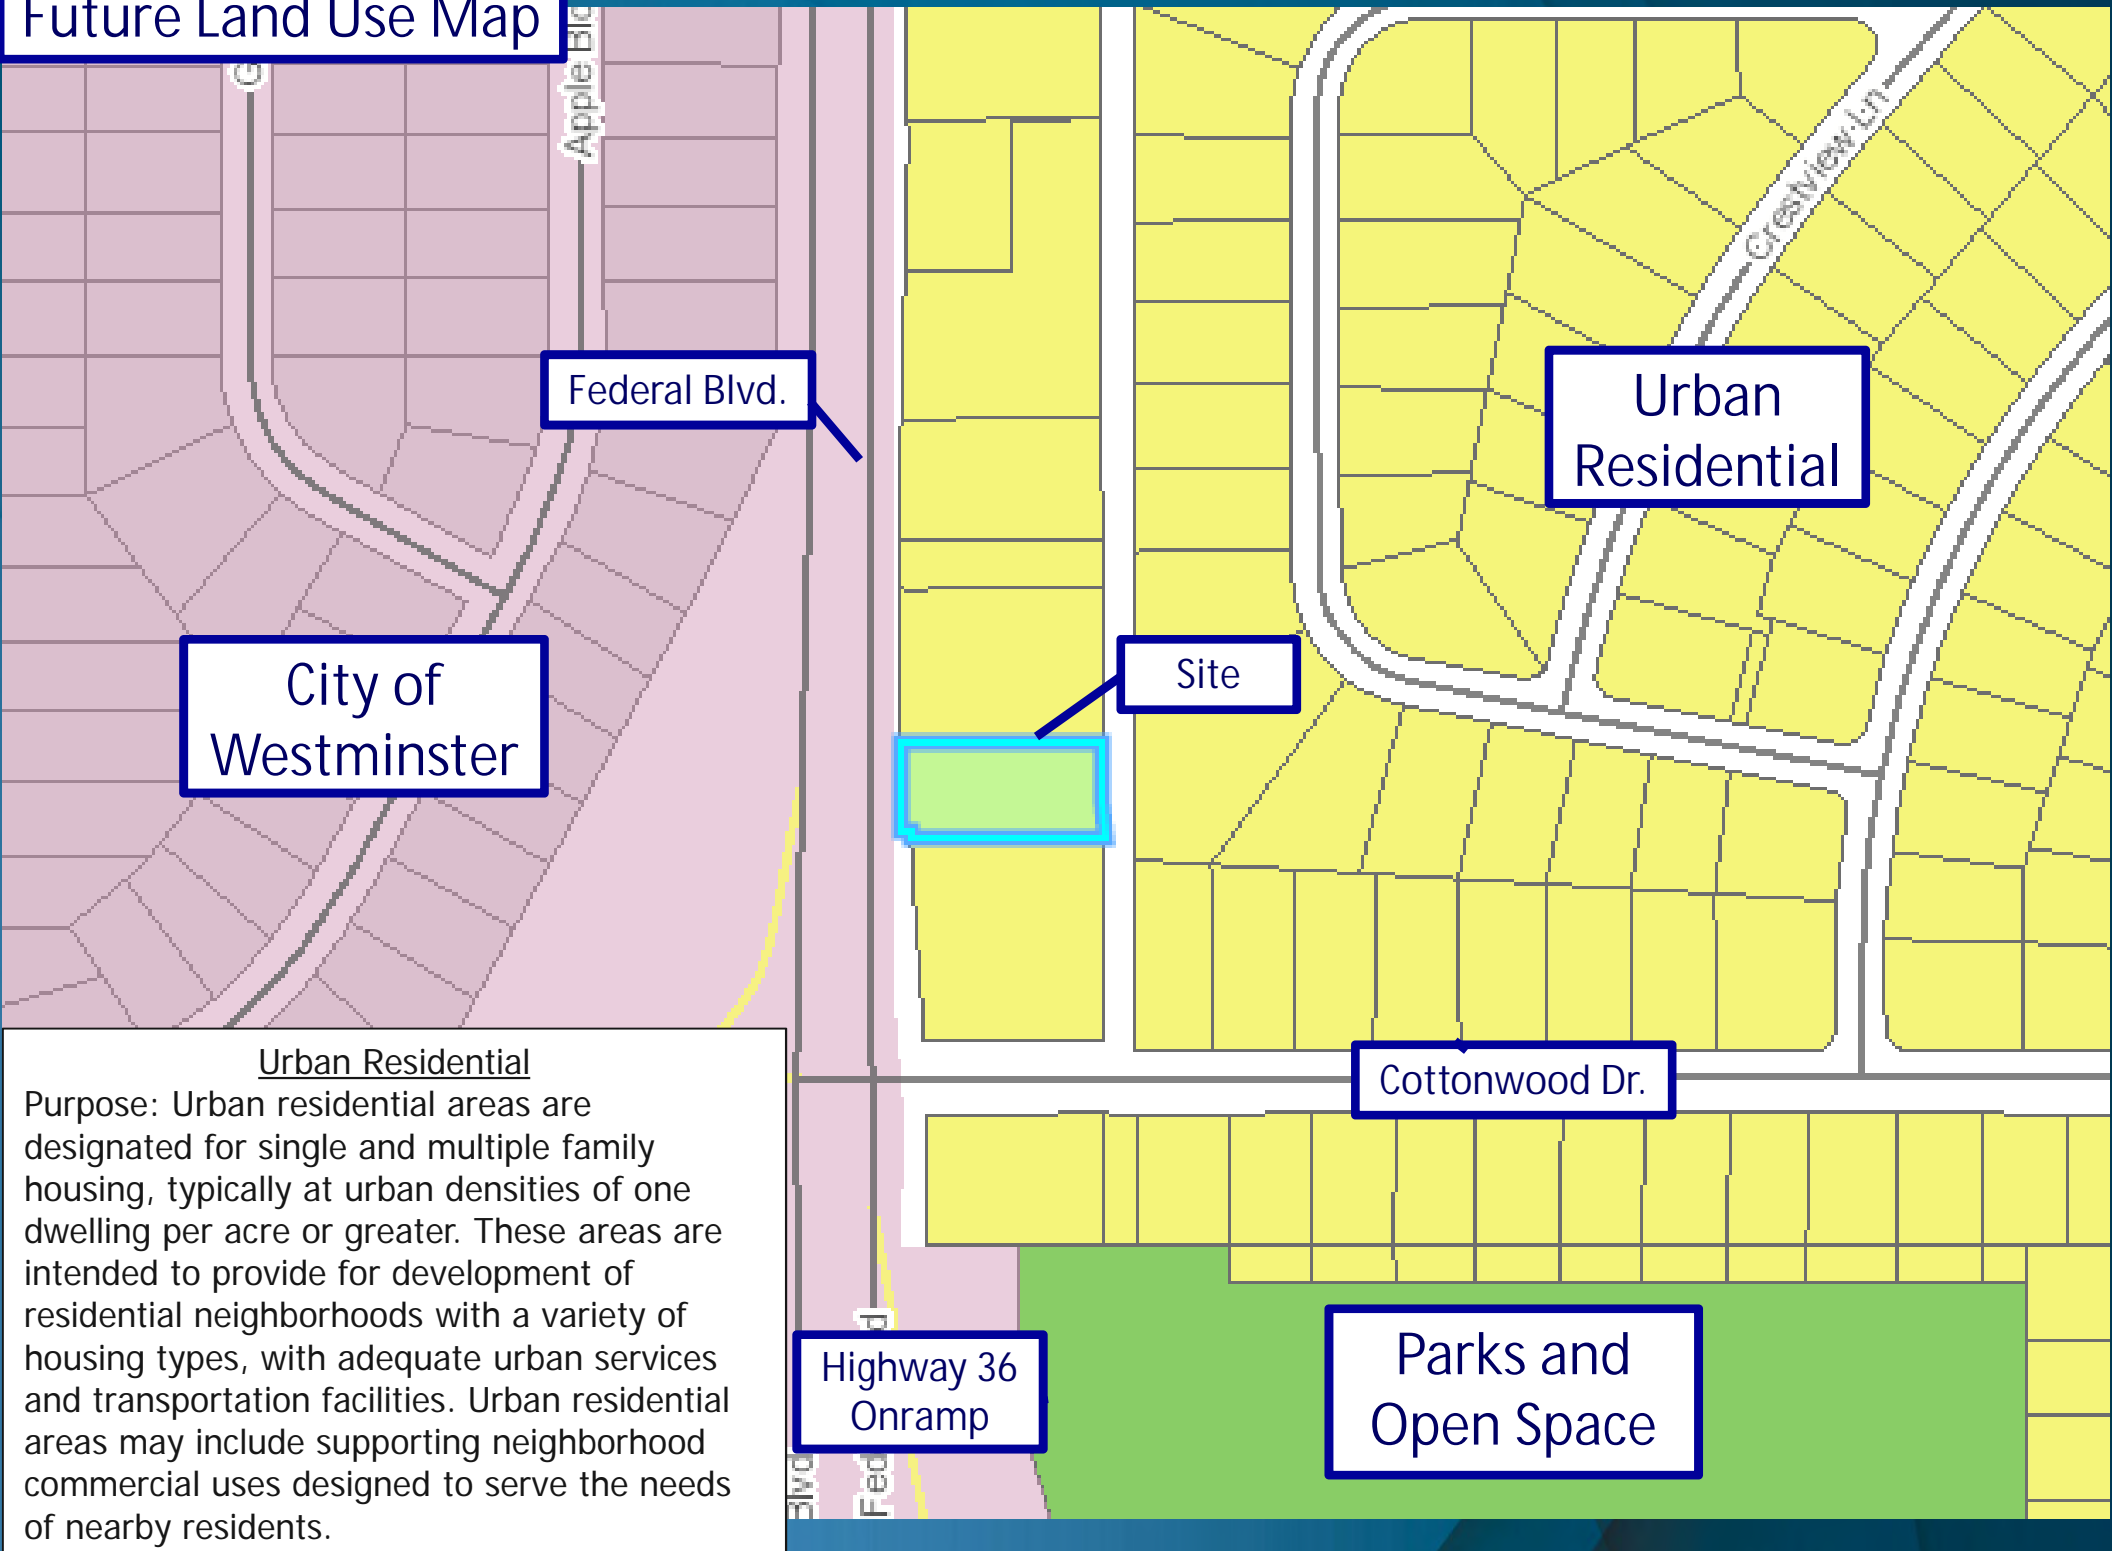 Future Land Use Map
G
Apple Blo
Crestview Ln
Federal Blvd.
Urban
Residential
Site
City of
Westminster
Cottonwood Dr.
Urban Residential
Purpose: Urban residential areas are
designated for single and multiple family
housing, typically at urban densities of one
dwelling per acre or greater. These areas are
intended to provide for development of
residential neighborhoods with a variety of
housing types, with adequate urban services
and transportation facilities. Urban residential
areas may include supporting neighborhood
commercial uses designed to serve the needs
of nearby residents.
Highway 36
Onramp
Parks and
Open Space
Blvd
Fed
d